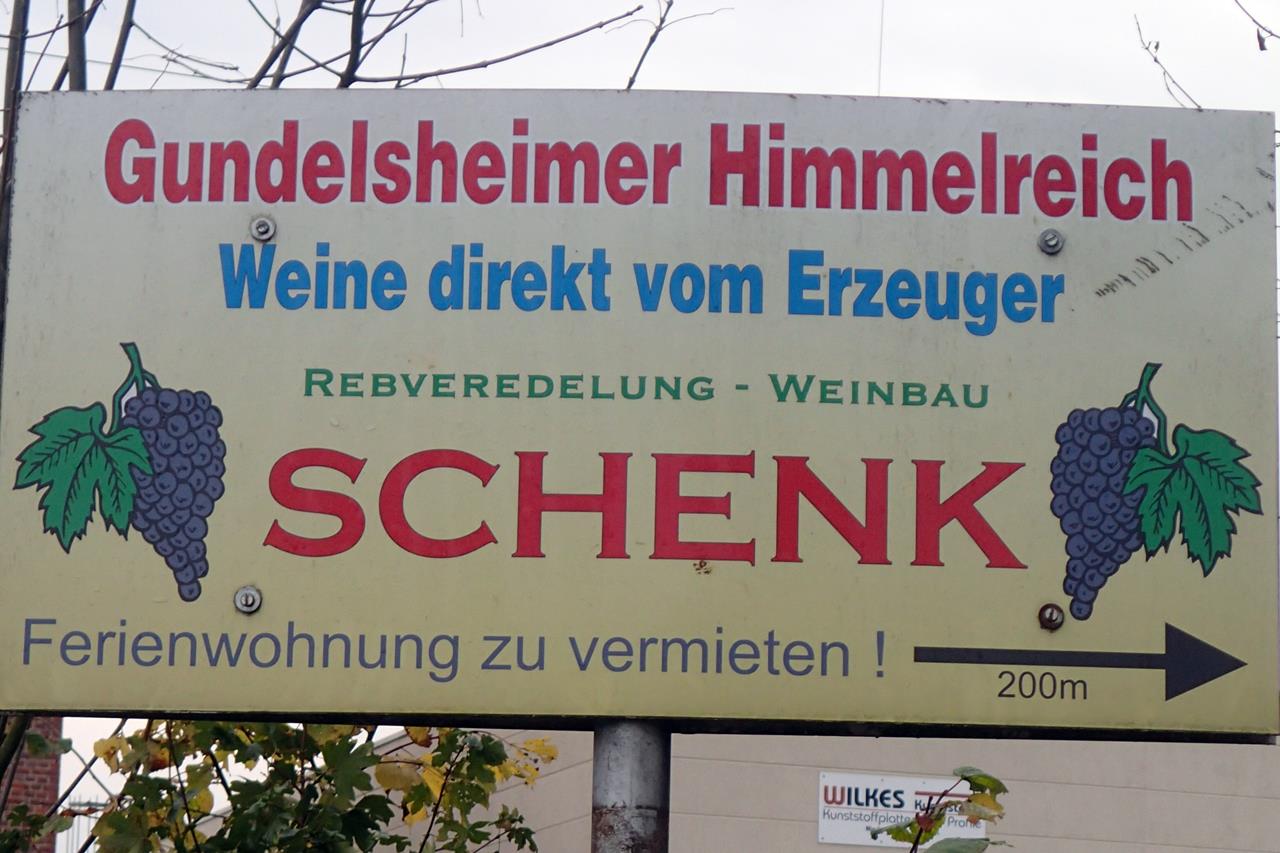 Gundelsheimer Himmelreich
Weine direkt vom Erzeuger
REBVEREDELUNG - WEINBAU
SCHENK
Ferienwohnung zu vermieten !
200m
WILKES